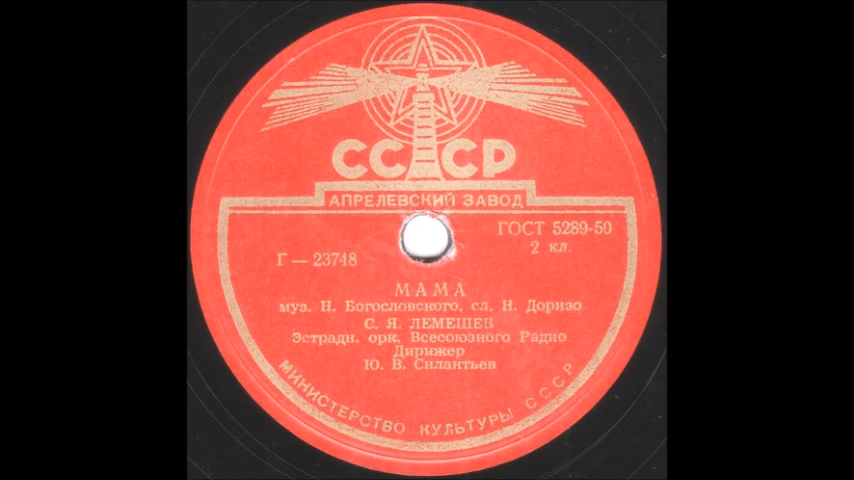 СССР
АПРЕЛЕВСКИЙ ЗАВОД
ГОСТ 5289-50
2 кл.
Г — 23748
МАМА
муз. Н. Богословского, сл. Н. Доризо
С. Я. ЛЕМЕШЕВ
Эстрадн. орк. Всесоюзного Радио
Дирижер
Ю. В. Силантьев
МИНИСТЕРСТВО КУЛЬТУРЫ СССР